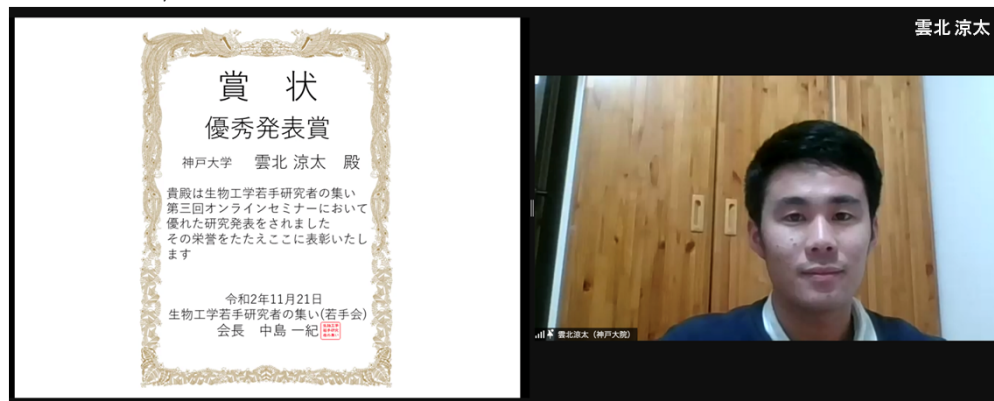 賞 状
優秀発表賞
神戸大学 雲北 涼太 殿
貴殿は生物工学若手研究者の集い
第三回オンラインセミナーにおいて
優れた研究発表をされました
その栄誉をたたえここに表彰いたし
ます
令和2年11月21日
生物工学若手研究者の集い(若手会)
会長 中島 一紀
雲北 涼太
雲北涼太（神戸大院）